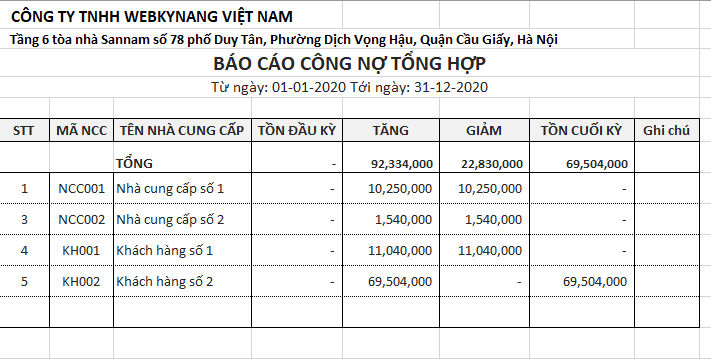 CÔNG TY TNHH WEBKYNANG VIỆT NAM
Tầng 6 tòa nhà Sannam số 78 phố Duy Tân, Phường Dịch Vọng Hậu, Quận Cầu Giấy, Hà Nội
BÁO CÁO CÔNG NỢ TỔNG HỢP
Từ ngày: 01-01-2020 Tới ngày: 31-12-2020
STT MÃ NCC TÊN NHÀ CUNG CẤP TỒN ĐẦU KỲ TĂNG GIẢM TỒN CUỐI KỲ Ghi chú
TỔNG - 92,334,000 22,830,000 69,504,000
1 NCC001 Nhà cung cấp số 1 10,250,000 10,250,000 -
3 NCC002 Nhà cung cấp số 2 1,540,000 1,540,000 -
4 KH001 Khách hàng số 1 11,040,000 11,040,000 -
5 KH002 Khách hàng số 2 69,504,000 - 69,504,000